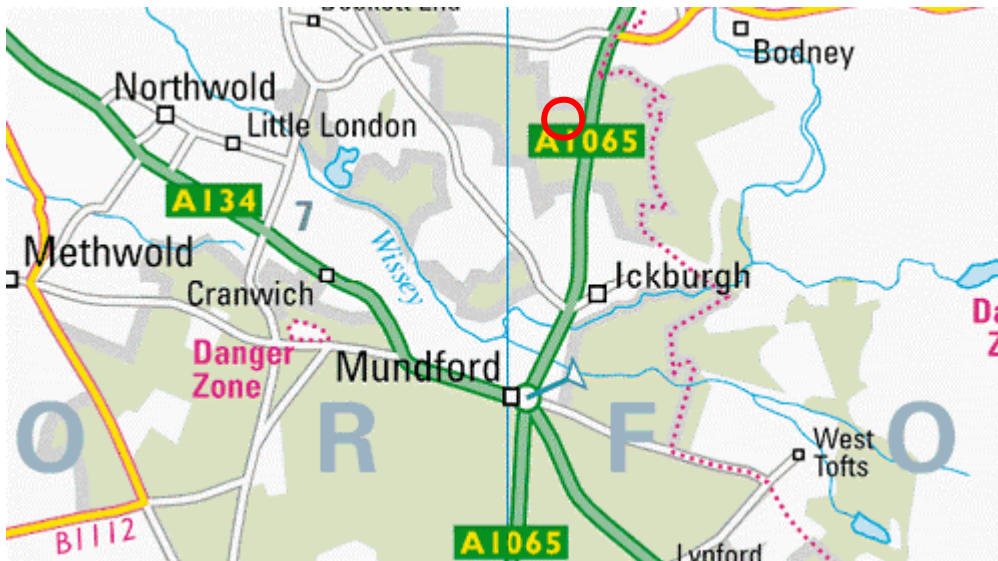 Bodney
Northwold
Little London
A1065
A134
7
Methwold
Wissey
Cranwich
Ickburgh
Danger
Zone
Mundford
O
R
F
O
West
Tofts
B1112
A1065
Lynford